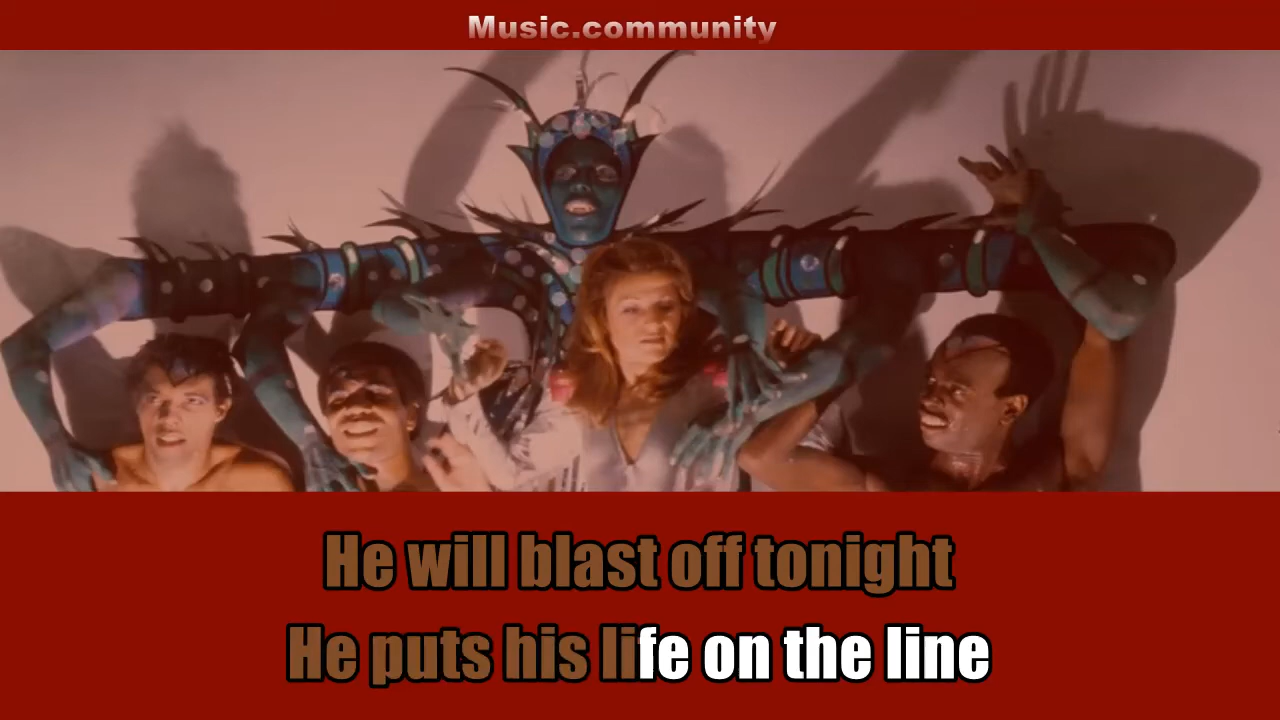 Music.community
He will blast off tonight
He puts his life on the line